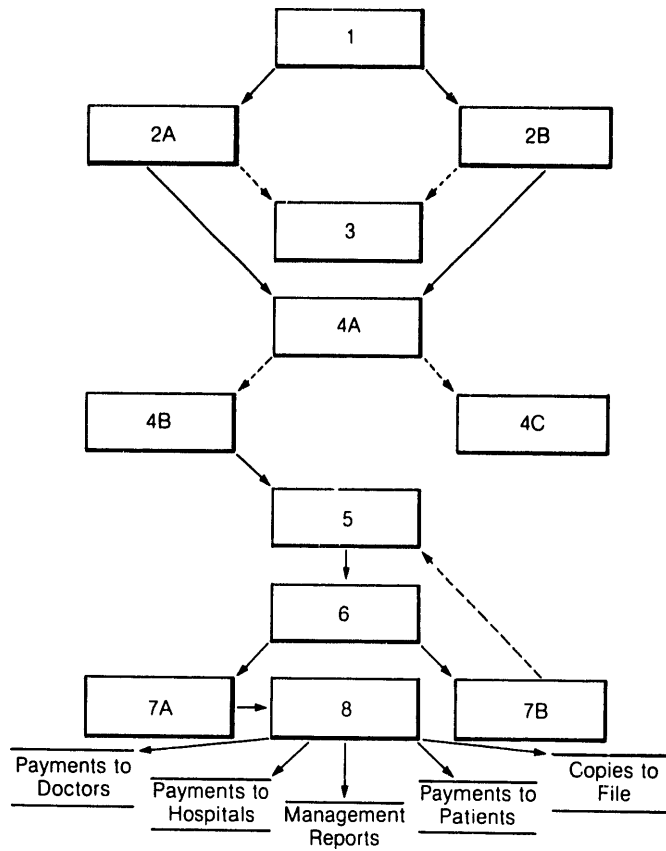 1
2A
2B
3
4A
4B
4C
5
6
7A
8
7B
Payments to
Doctors
Payments to
Hospitals
Management
Reports
Payments to
Patients
Copies to
File